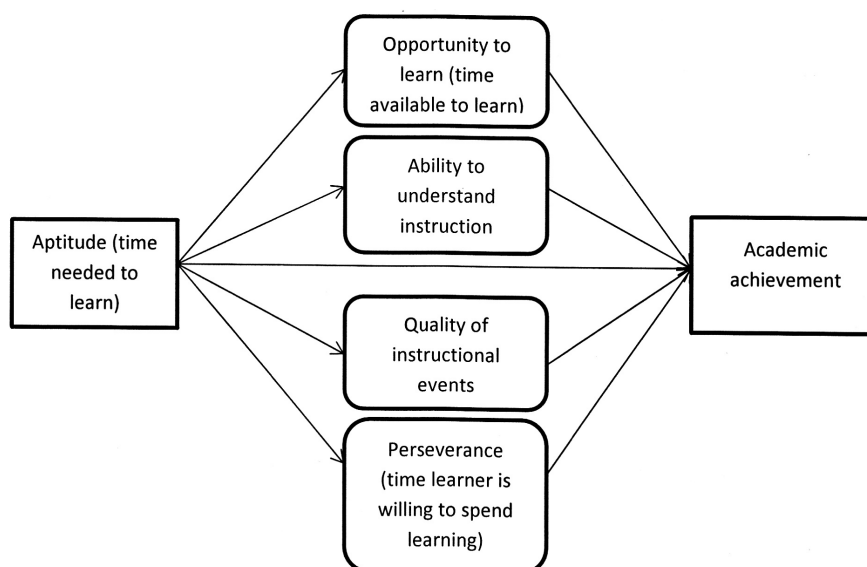 Opportunity to
learn (time
available to learn)
Ability to
understand
instruction
Aptitude (time
needed to
learn)
Academic
achievement
Quality of
instructional
events
Perseverance
(time learner is
willing to spend
learning)